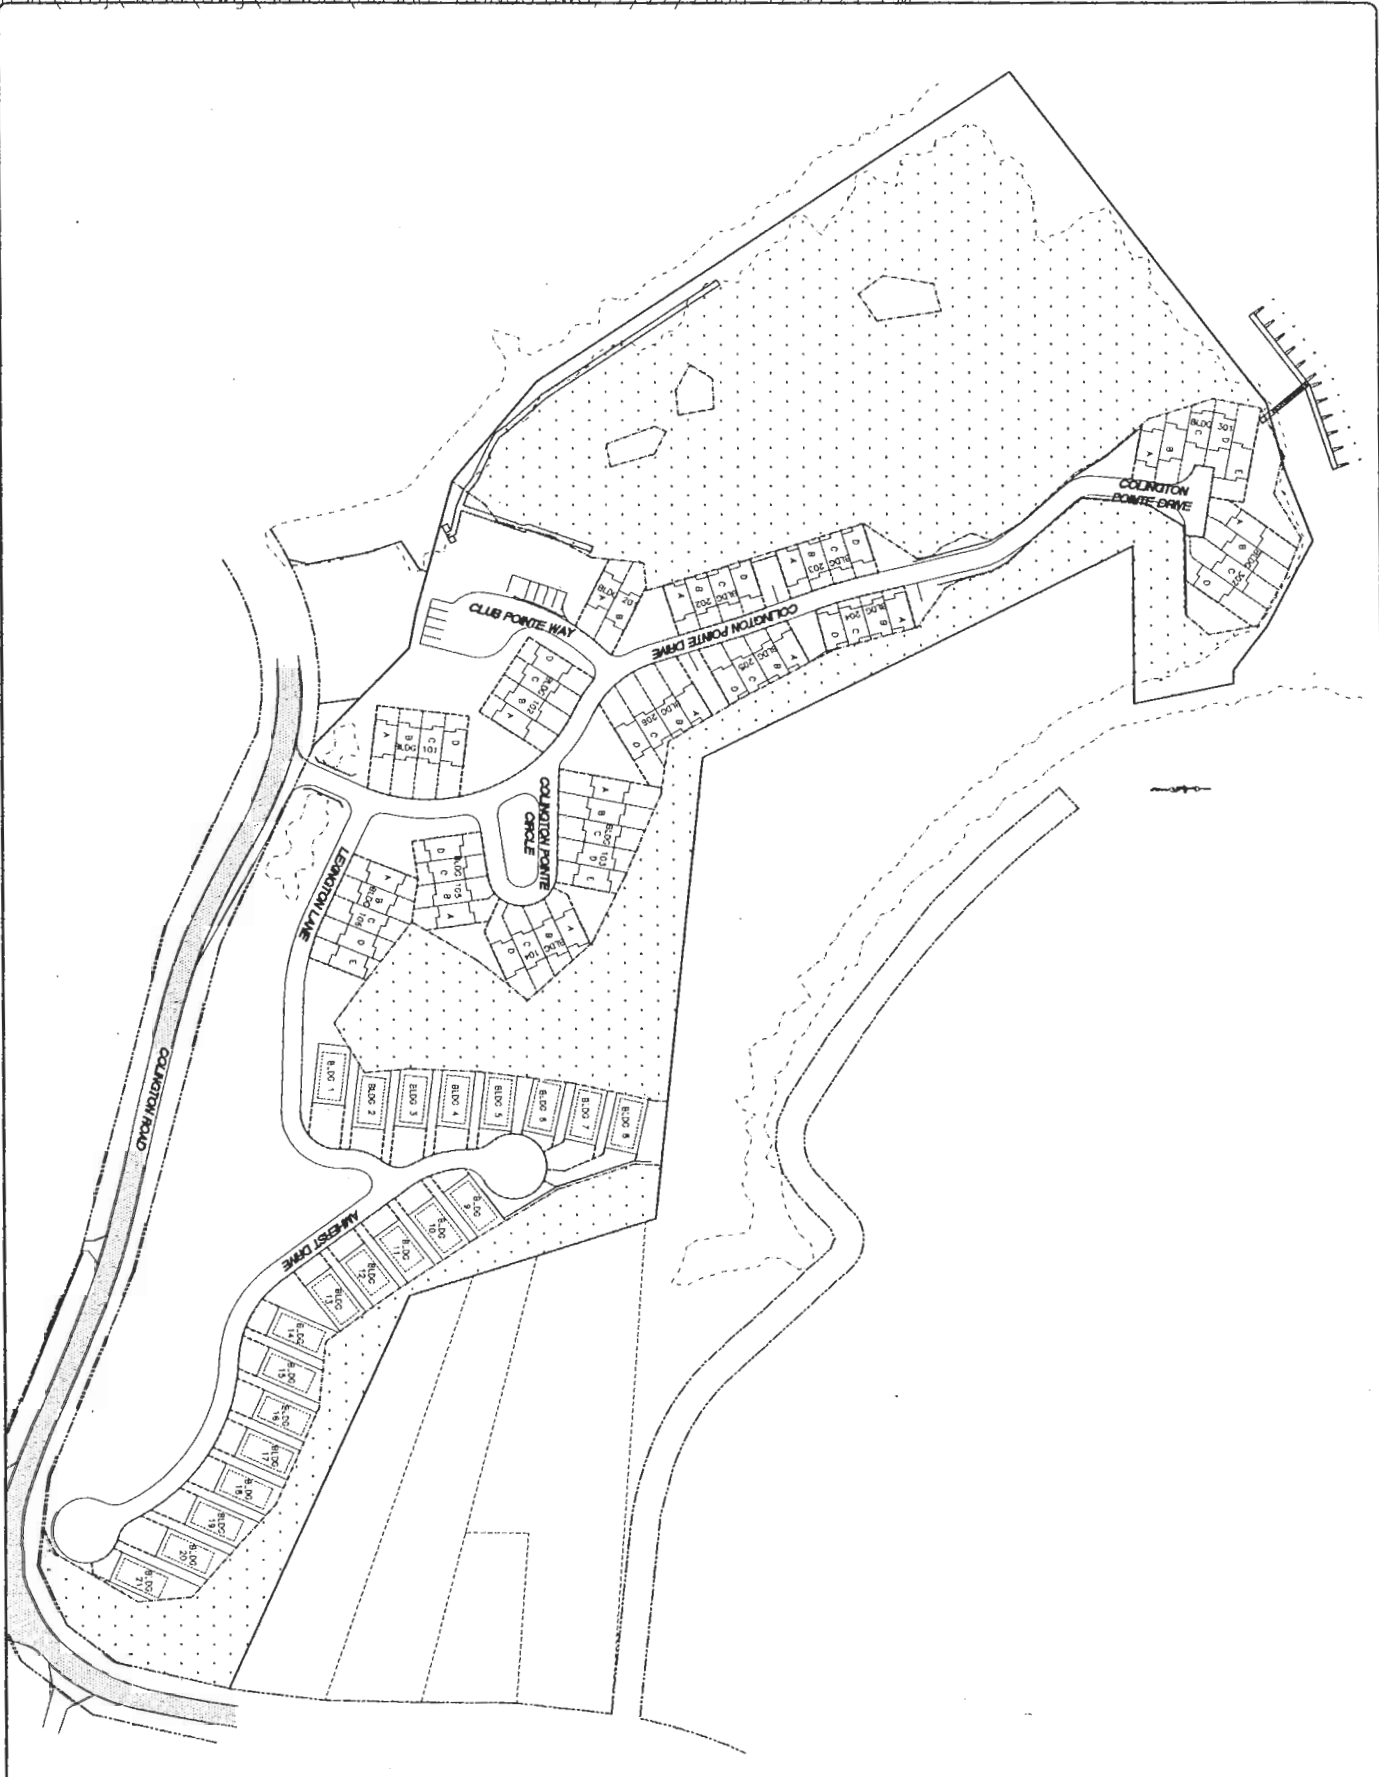 BLDG 301
A
B
C
D
E
COLINGTON
POINTE DRIVE
A
B
BLDG
302
D
BLDG 203
A
B
C
D
BLDG 202
A
B
C
D
BLDG
A
B
CLUB POINTE WAY
COLINGTON POINTE DRIVE
BLDG 204
A
B
C
D
BLDG 205
A
B
C
D
BLDG 206
A
B
C
D
BLDG 102
A
B
C
D
BLDG 101
A
B
C
D
COLINGTON POINTE
CIRCLE
BLDG 103
A
B
C
D
E
BLDG 105
A
B
C
D
BLDG 104
A
B
C
D
LEXINGTON LANE
BLDG 106
A
B
C
D
E
COLINGTON ROAD
BLDG 1
BLDG 2
BLDG 3
BLDG 4
BLDG 5
BLDG 6
BLDG 7
BLDG 8
BLDG 9
BLDG 10
BLDG 11
BLDG 12
BLDG 13
AMHERST DRIVE
BLDG 14
BLDG 15
BLDG 16
BLDG 17
BLDG 18
BLDG 19
BLDG 20
BLDG 21